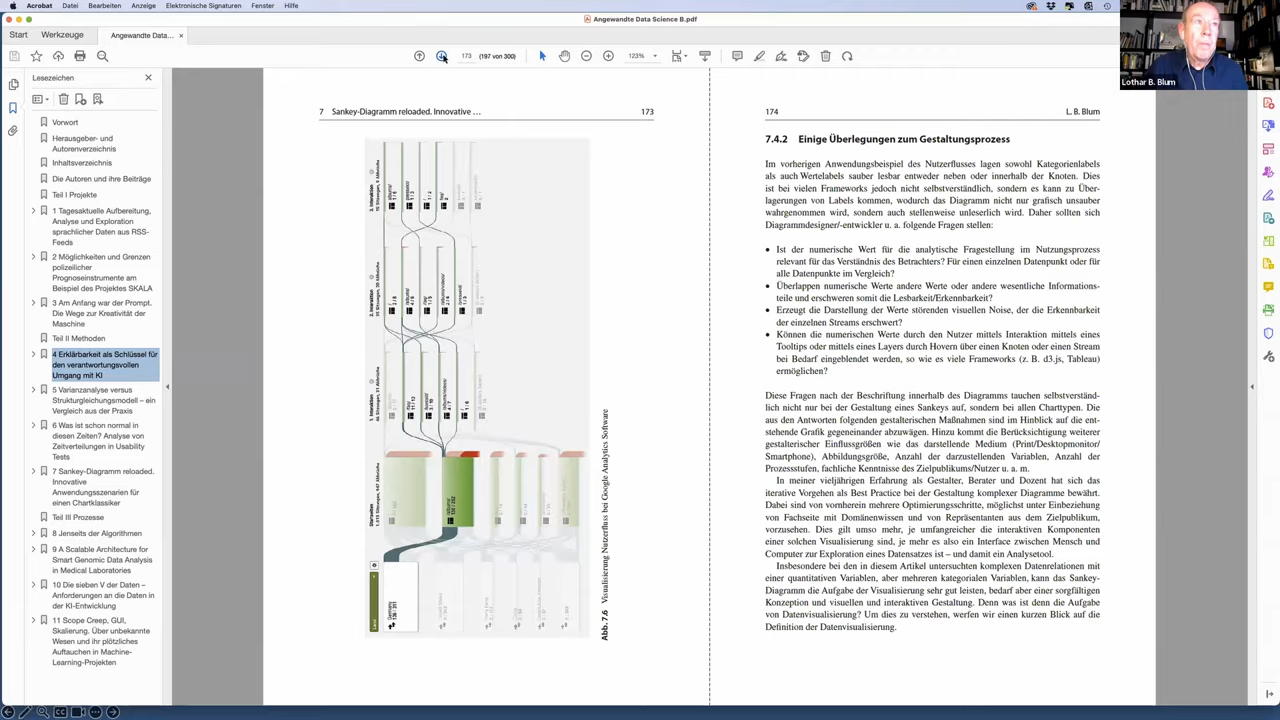 Acrobat Datei Bearbeiten Anzeige Elektronische Signaturen Fenster Hilfe
Angewandte Data Science B.pdf
Start Werkzeuge Angewandte Data... ×
173 (197 von 300) 123%
Lothar B. Blum
Lesezeichen
Vorwort
Herausgeber- und
Autorenverzeichnis
Inhaltsverzeichnis
Die Autoren und ihre Beiträge
Teil I Projekte
1 Tagesaktuelle Aufbereitung,
Analyse und Exploration
sprachlicher Daten aus RSS-
Feeds
2 Möglichkeiten und Grenzen
polizeilicher
Prognoseinstrumente am
Beispiel des Projektes SKALA
3 Am Anfang war der Prompt.
Die Wege zur Kreativität der
Maschine
Teil II Methoden
4 Erklärbarkeit als Schlüssel für
den verantwortungsvollen
Umgang mit KI
5 Varianzanalyse versus
Strukturgleichungsmodell – ein
Vergleich aus der Praxis
6 Was ist schon normal in
diesen Zeiten? Analyse von
Zeitverteilungen in Usability
Tests
7 Sankey-Diagramm reloaded.
Innovative
Anwendungsszenarien für
einen Chartklassiker
Teil III Prozesse
8 Jenseits der Algorithmen
9 A Scalable Architecture for
Smart Genomic Data Analysis
in Medical Laboratories
10 Die sieben V der Daten –
Anforderungen an die Daten in
der KI-Entwicklung
11 Scope Creep, GUI,
Skalierung. Über unbekannte
Wesen und ihr plötzliches
Auftauchen in Machine-
Learning-Projekten
7 Sankey-Diagramm reloaded. Innovative … 173
Abb. 7.6 Visualisierung Nutzerfluss bei Google Analytics Software
174 L. B. Blum
7.4.2 Einige Überlegungen zum Gestaltungsprozess
Im vorherigen Anwendungsbeispiel des Nutzerflusses lagen sowohl Kategorienlabels
als auch Wertelabels sauber lesbar entweder neben oder innerhalb der Knoten. Dies
ist bei vielen Frameworks jedoch nicht selbstverständlich, sondern es kann zu Über-
lagerungen von Labels kommen, wodurch das Diagramm nicht nur grafisch unsauber
wahrgenommen wird, sondern auch stellenweise unleserlich wird. Daher sollten sich
Diagrammdesigner/-entwickler u. a. folgende Fragen stellen:
• Ist der numerische Wert für die analytische Fragestellung im Nutzungsprozess
relevant für das Verständnis des Betrachters? Für einen einzelnen Datenpunkt oder für
alle Datenpunkte im Vergleich?
• Überlappen numerische Werte andere Werte oder andere wesentliche Informations-
teile und erschweren somit die Lesbarkeit/Erkennbarkeit?
• Erzeugt die Darstellung der Werte störenden visuellen Noise, der die Erkennbarkeit
der einzelnen Streams erschwert?
• Können die numerischen Werte durch den Nutzer mittels Interaktion mittels eines
Tooltips oder mittels eines Layers durch Hovern über einen Knoten oder einen Stream
bei Bedarf eingeblendet werden, so wie es viele Frameworks (z. B. d3.js, Tableau)
ermöglichen?
Diese Fragen nach der Beschriftung innerhalb des Diagramms tauchen selbstverständ-
lich nicht nur bei der Gestaltung eines Sankeys auf, sondern bei allen Charttypen. Die
aus den Antworten folgenden gestalterischen Maßnahmen sind im Hinblick auf die ent-
stehende Grafik gegeneinander abzuwägen. Hinzu kommt die Berücksichtigung weiterer
gestalterischer Einflussgrößen wie das darstellende Medium (Print/Desktopmonitor/
Smartphone), Abbildungsgröße, Anzahl der darzustellenden Variablen, Anzahl der
Prozessstufen, fachliche Kenntnisse des Zielpublikums/Nutzer u. a. m.
In meiner vieljährigen Erfahrung als Gestalter, Berater und Dozent hat sich das
iterative Vorgehen als Best Practice bei der Gestaltung komplexer Diagramme bewährt.
Dabei sind von vornherein mehrere Optimierungsschritte, möglichst unter Einbeziehung
von Fachseite mit Domänenwissen und von Repräsentanten aus dem Zielpublikum,
vorzusehen. Dies gilt umso mehr, je umfangreicher die interaktiven Komponenten
einer solchen Visualisierung sind, je mehr es also ein Interface zwischen Mensch und
Computer zur Exploration eines Datensatzes ist – und damit ein Analysetool.
Insbesondere bei den in diesem Artikel untersuchten komplexen Datenrelationen mit
einer quantitativen Variablen, aber mehreren kategorialen Variablen, kann das Sankey-
Diagramm die Aufgabe der Visualisierung sehr gut leisten, bedarf aber einer sorgfältigen
Konzeption und visuellen und interaktiven Gestaltung. Denn was ist denn die Aufgabe
von Datenvisualisierung? Um dies zu verstehen, werfen wir einen kurzen Blick auf die
Definition der Datenvisualisierung.